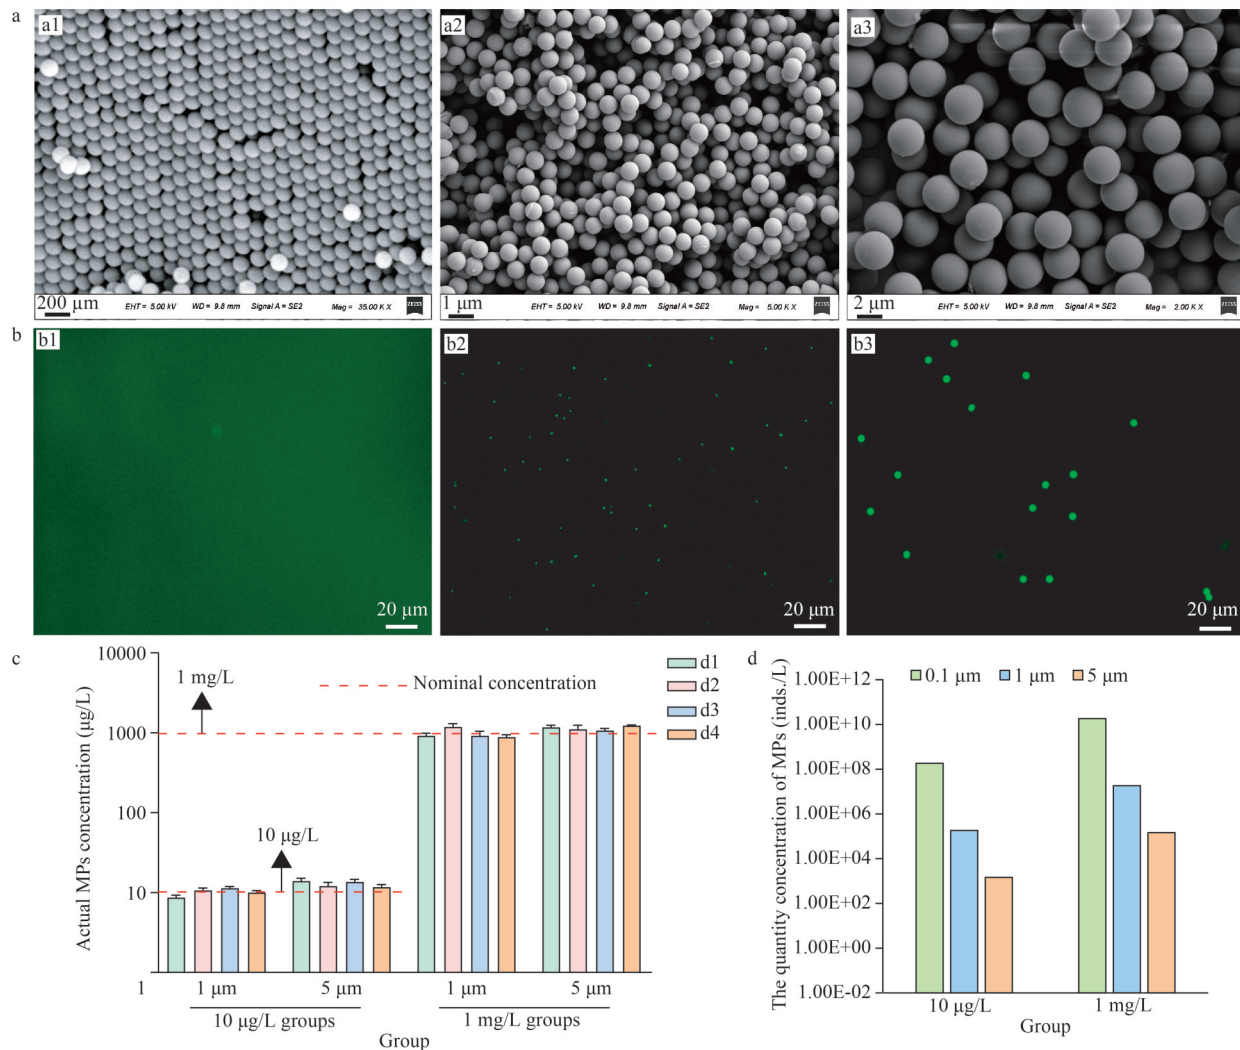 a
a1
200 μm
EHT = 5.00 kV WD = 9.8 mm Signal A = SE2 Mag = 35.00 K X ZEISS
a2
1 μm
EHT = 5.00 kV WD = 9.8 mm Signal A = SE2 Mag = 5.00 K X ZEISS
a3
2 μm
EHT = 5.00 kV WD = 9.8 mm Signal A = SE2 Mag = 2.00 K X ZEISS
b
b1
20 μm
b2
20 μm
b3
20 μm
c
Actual MPs concentration (μg/L)
10000
1000
100
10
1
1 mg/L
10 μg/L
Nominal concentration
d1
d2
d3
d4
1 μm
5 μm
1 μm
5 μm
10 μg/L groups
1 mg/L groups
Group
d
The quantity concentration of MPs (inds./L)
0.1 μm
1 μm
5 μm
1.00E+12
1.00E+10
1.00E+08
1.00E+06
1.00E+04
1.00E+02
1.00E+00
1.00E-02
10 μg/L
1 mg/L
Group